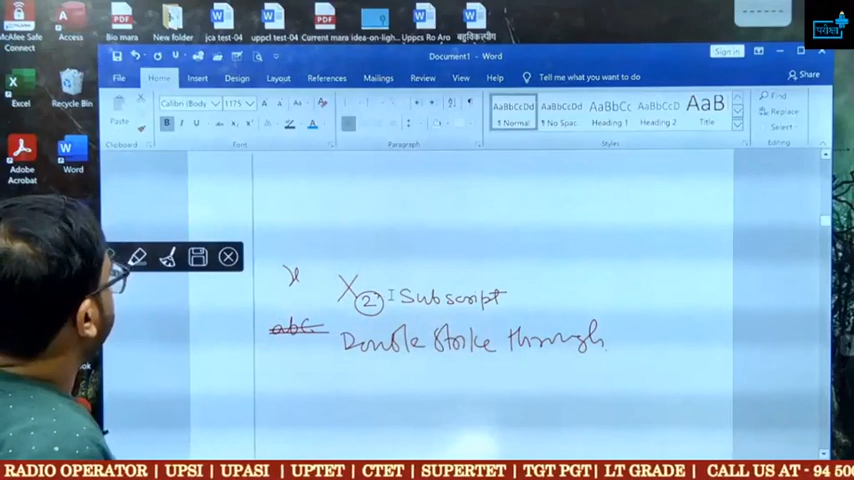 McAfee Safe Connect
Access
Bio mara
New folder
jca test-04
uppcl test-04
Current mara
idea-on-ligh...
Uppcs Ro Aro
बहुविकल्पीय
परीक्षा
Document1 - Word
Sign in
File Home Insert Design Layout References Mailings Review View Help Tell me what you want to do Share
Excel
Recycle Bin
Paste
Calibri (Body
Clipboard
Font
Paragraph
AaBbCcDd AaBbCcDd AaBbCc AaBbCcD AaB
¶ Normal ¶ No Spac... Heading 1 Heading 2 Title
Styles
Find
Replace
Select
Editing
Adobe Acrobat
Word
x X2 Subscript
abc Double Strike through
RADIO OPERATOR | UPSI | UPASI | UPTET | CTET | SUPERTET | TGT PGT| LT GRADE | CALL US AT - 94 50